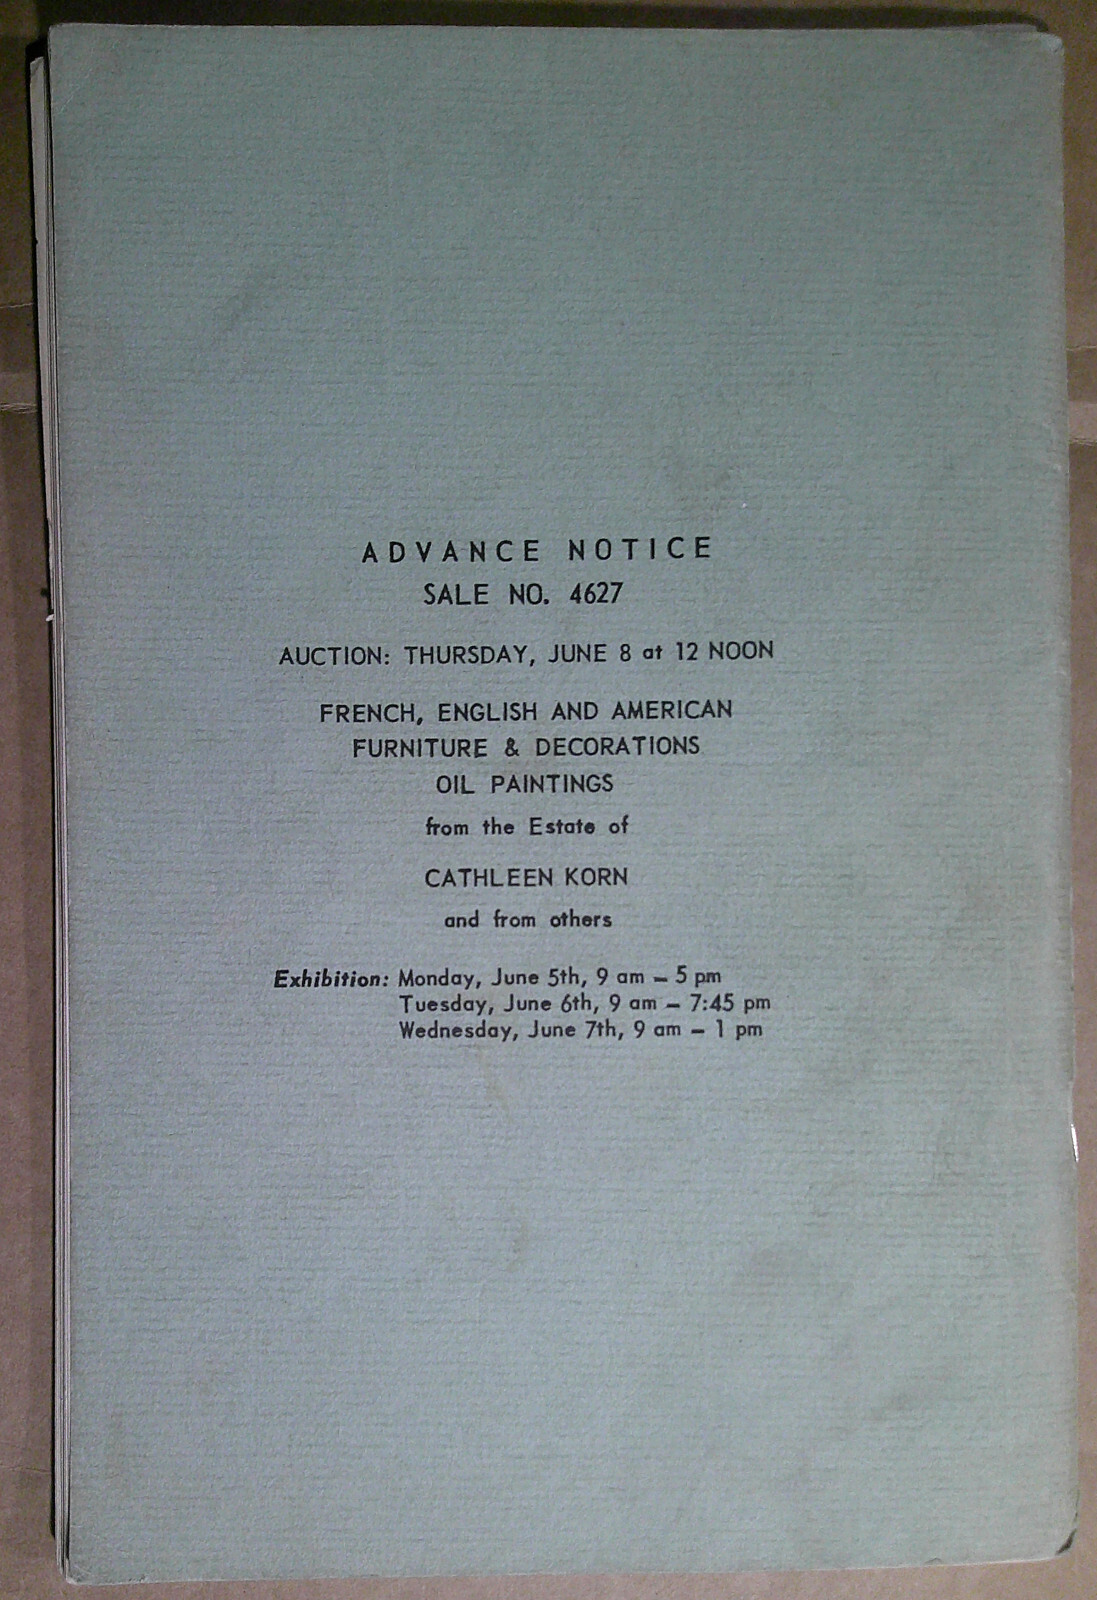 ADVANCE NOTICE
SALE NO. 4627
AUCTION: THURSDAY, JUNE 8 at 12 NOON
FRENCH, ENGLISH AND AMERICAN
FURNITURE & DECORATIONS
OIL PAINTINGS
from the Estate of
CATHLEEN KORN
and from others
Exhibition: Monday, June 5th, 9 am – 5 pm
Tuesday, June 6th, 9 am – 7:45 pm
Wednesday, June 7th, 9 am – 1 pm